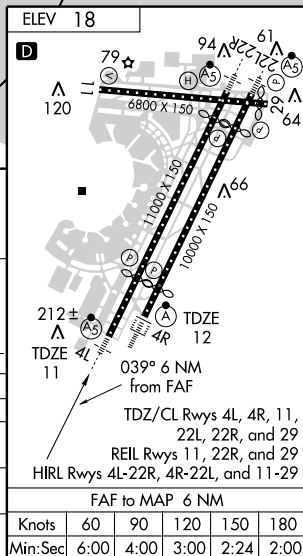 ELEV 18
D
79
94
61
A5
A5
H
V
P
120
11
6800 X 150
29
64
22R
22L
P
P
66
11000 X 150
10000 X 150
P
P
212 ±
A5
A
TDZE 11
4L
4R
TDZE 12
039° 6 NM
from FAF
TDZ/CL Rwys 4L, 4R, 11,
22L, 22R, and 29
REIL Rwys 11, 22R, and 29
HIRL Rwys 4L-22R, 4R-22L, and 11-29
FAF to MAP 6 NM
Knots 60 90 120 150 180
Min:Sec 6:00 4:00 3:00 2:24 2:00